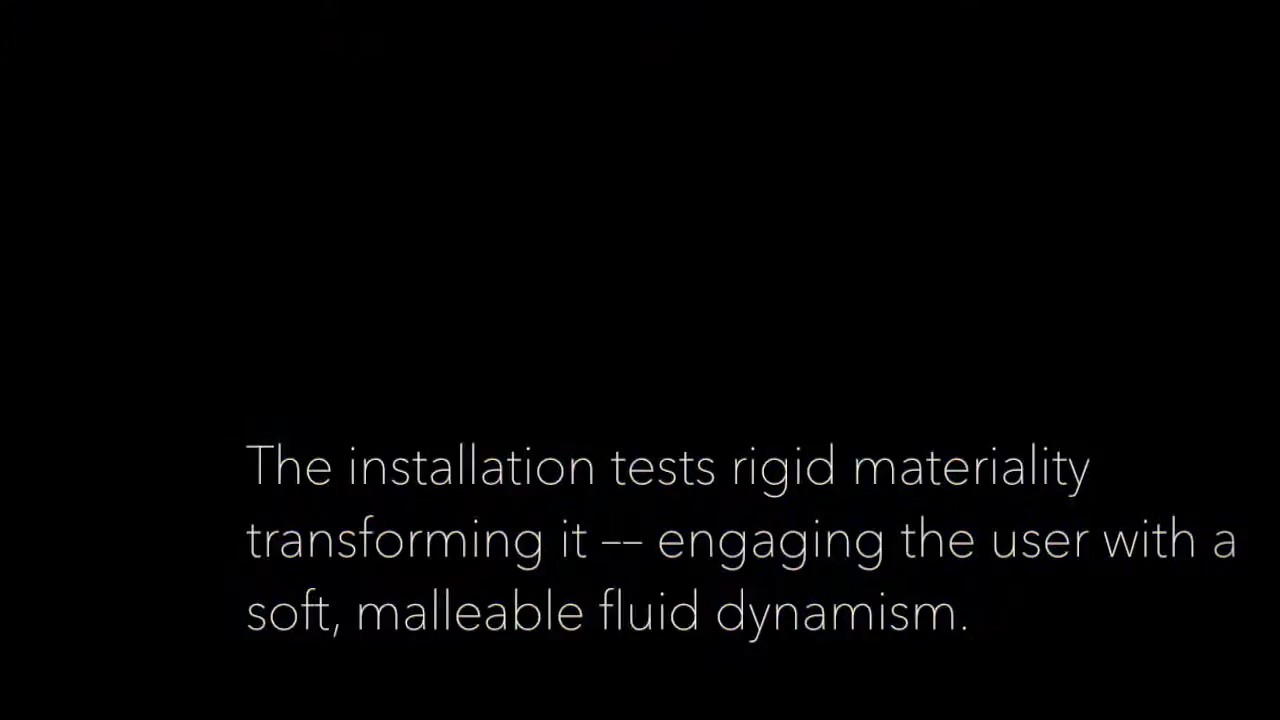 The installation tests rigid materiality
transforming it -- engaging the user with a
soft, malleable fluid dynamism.